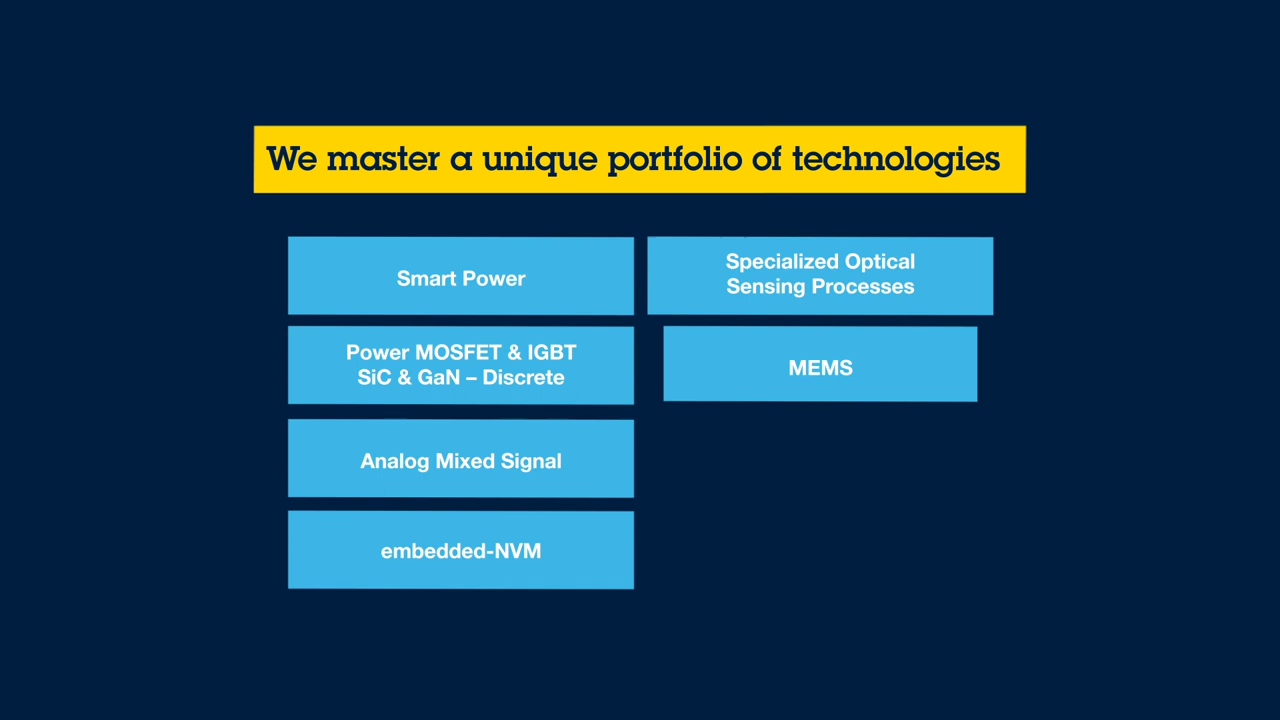 We master a unique portfolio of technologies
Smart Power
Power MOSFET & IGBT
SiC & GaN – Discrete
Analog Mixed Signal
embedded-NVM
Specialized Optical
Sensing Processes
MEMS